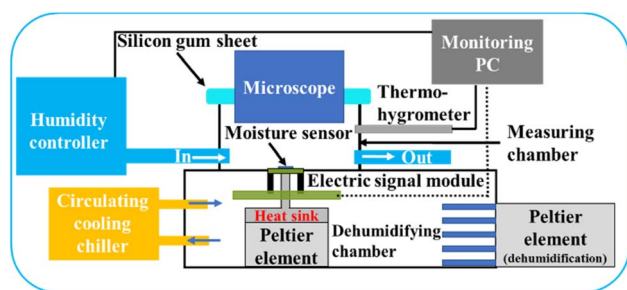 Silicon gum sheet
Microscope
Monitoring
PC
Thermo-
hygrometer
Humidity
controller
Moisture sensor
Measuring
chamber
In
Out
Electric signal module
Circulating
cooling
chiller
Heat sink
Peltier
element
Dehumidifying
chamber
Peltier
element
(dehumidification)